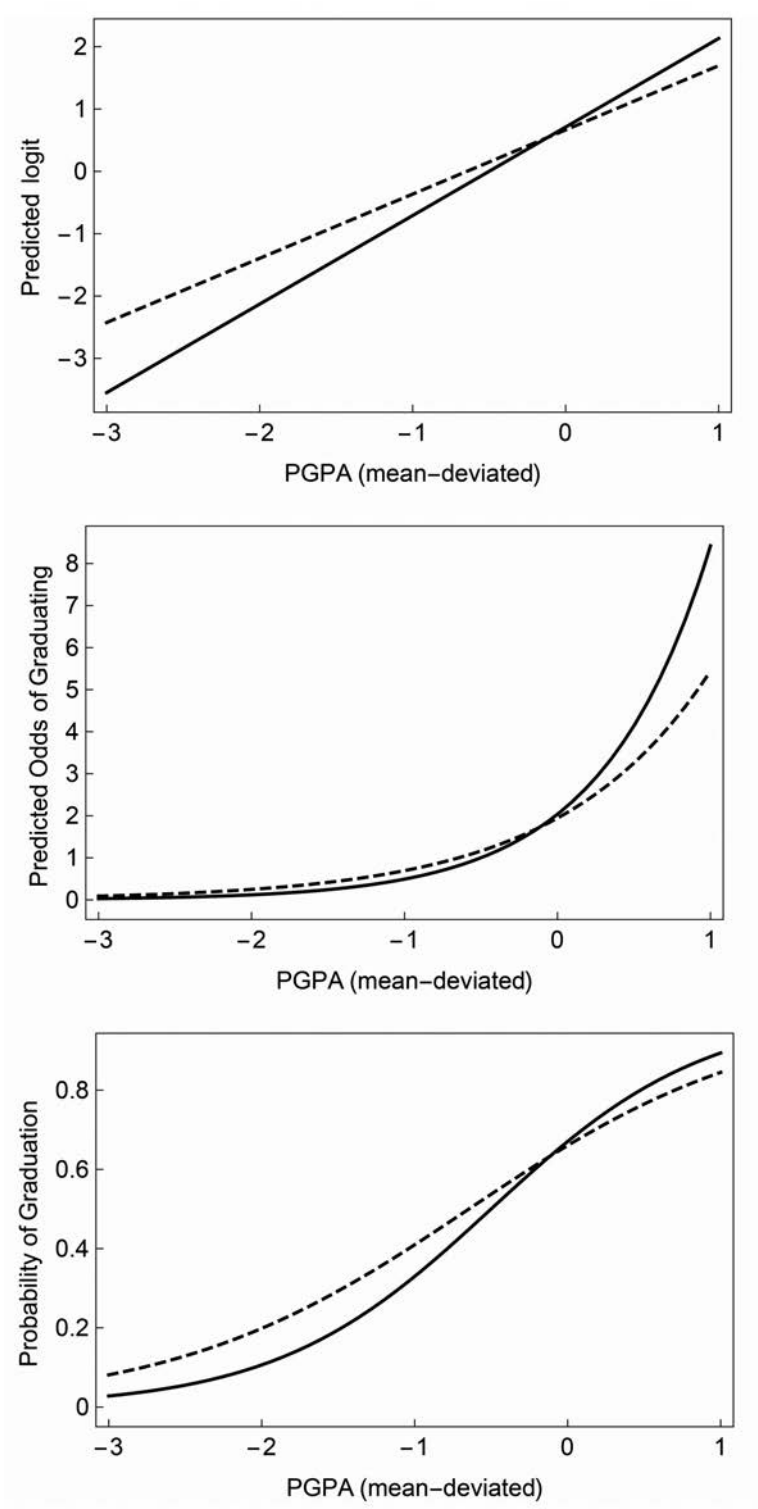 Predicted logit
2
1
0
−1
−2
−3
−3 −2 −1 0 1
PGPA (mean−deviated)
Predicted Odds of Graduating
8
7
6
5
4
3
2
1
0
−3 −2 −1 0 1
PGPA (mean−deviated)
Probability of Graduation
0.8
0.6
0.4
0.2
0
−3 −2 −1 0 1
PGPA (mean−deviated)